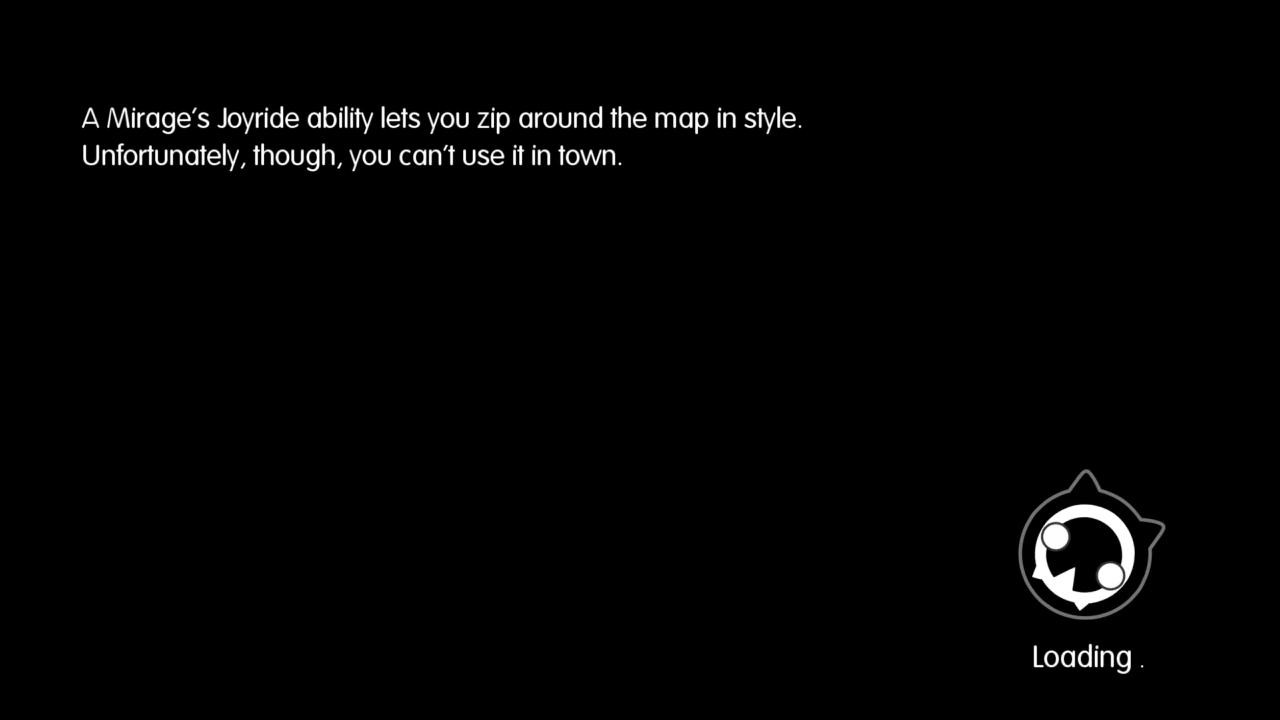 A Mirage's Joyride ability lets you zip around the map in style.
Unfortunately, though, you can't use it in town.
Loading .